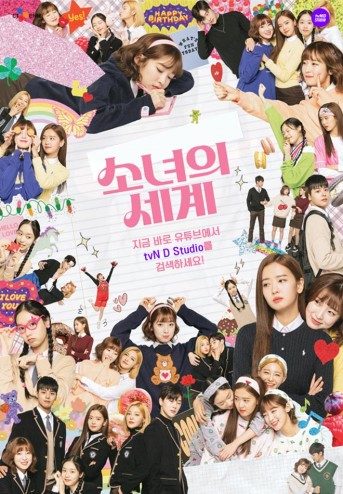 Yes!
HAPPY
BIRTHDAY
소녀의
세계
지금 바로 유튜브에서
tvN D Studio를
검색하세요!
I LOVE
YOU!